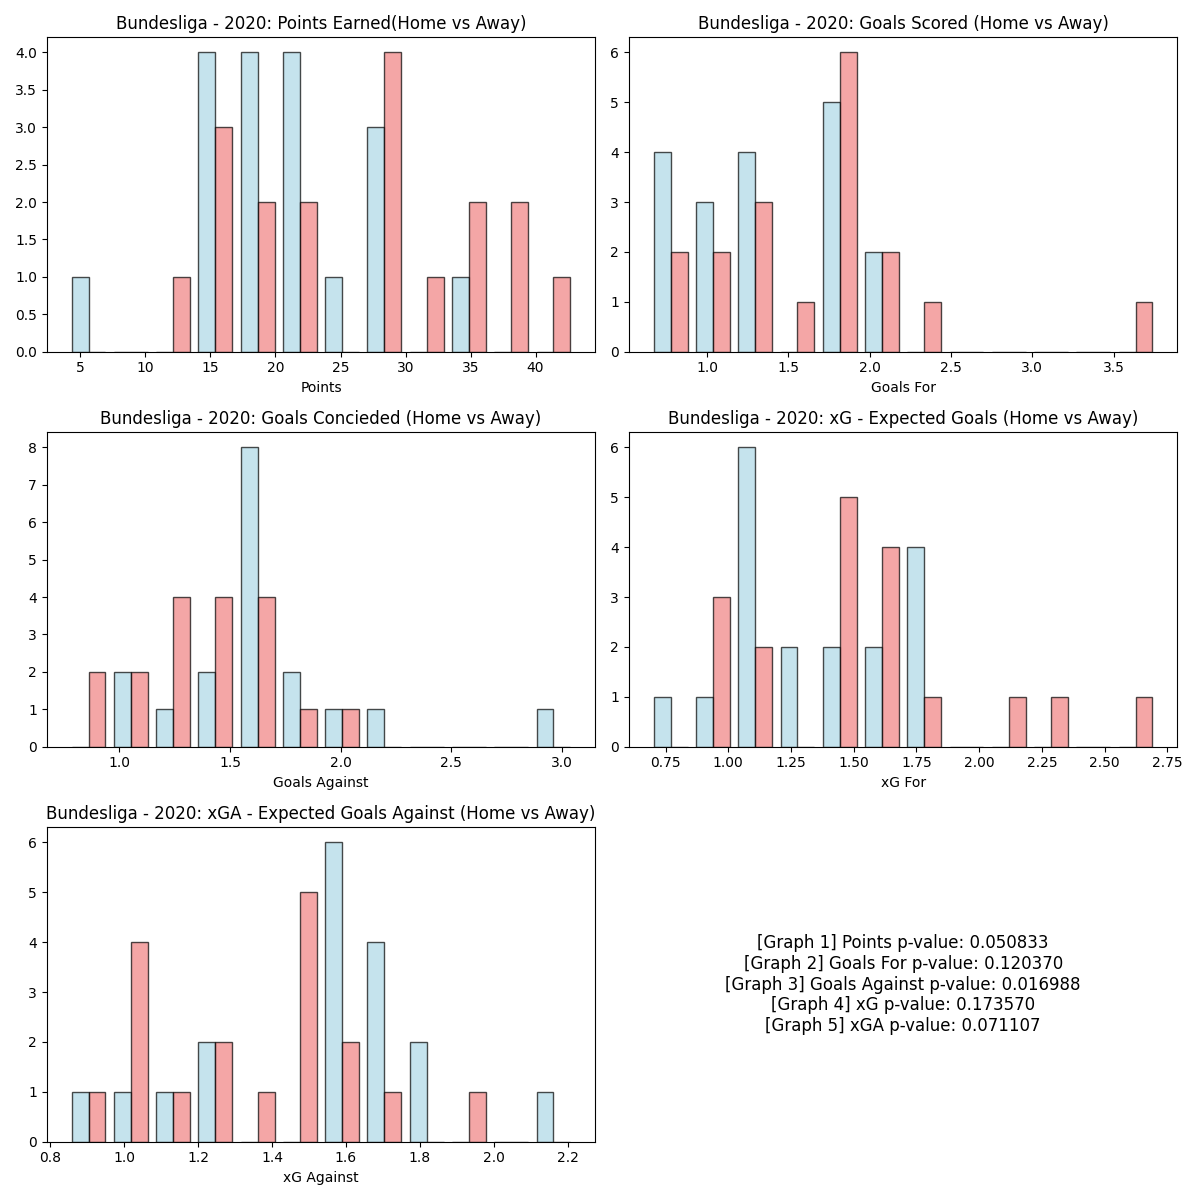 Bundesliga - 2020: Points Earned(Home vs Away)
4.0
3.5
3.0
2.5
2.0
1.5
1.0
0.5
0.0
5 10 15 20 25 30 35 40
Points
Bundesliga - 2020: Goals Scored (Home vs Away)
6
5
4
3
2
1
0
1.0 1.5 2.0 2.5 3.0 3.5
Goals For
Bundesliga - 2020: Goals Concieded (Home vs Away)
8
7
6
5
4
3
2
1
0
1.0 1.5 2.0 2.5 3.0
Goals Against
Bundesliga - 2020: xG - Expected Goals (Home vs Away)
6
5
4
3
2
1
0
0.75 1.00 1.25 1.50 1.75 2.00 2.25 2.50 2.75
xG For
Bundesliga - 2020: xGA - Expected Goals Against (Home vs Away)
6
5
4
3
2
1
0
0.8 1.0 1.2 1.4 1.6 1.8 2.0 2.2
xG Against
[Graph 1] Points p-value: 0.050833
[Graph 2] Goals For p-value: 0.120370
[Graph 3] Goals Against p-value: 0.016988
[Graph 4] xG p-value: 0.173570
[Graph 5] xGA p-value: 0.071107